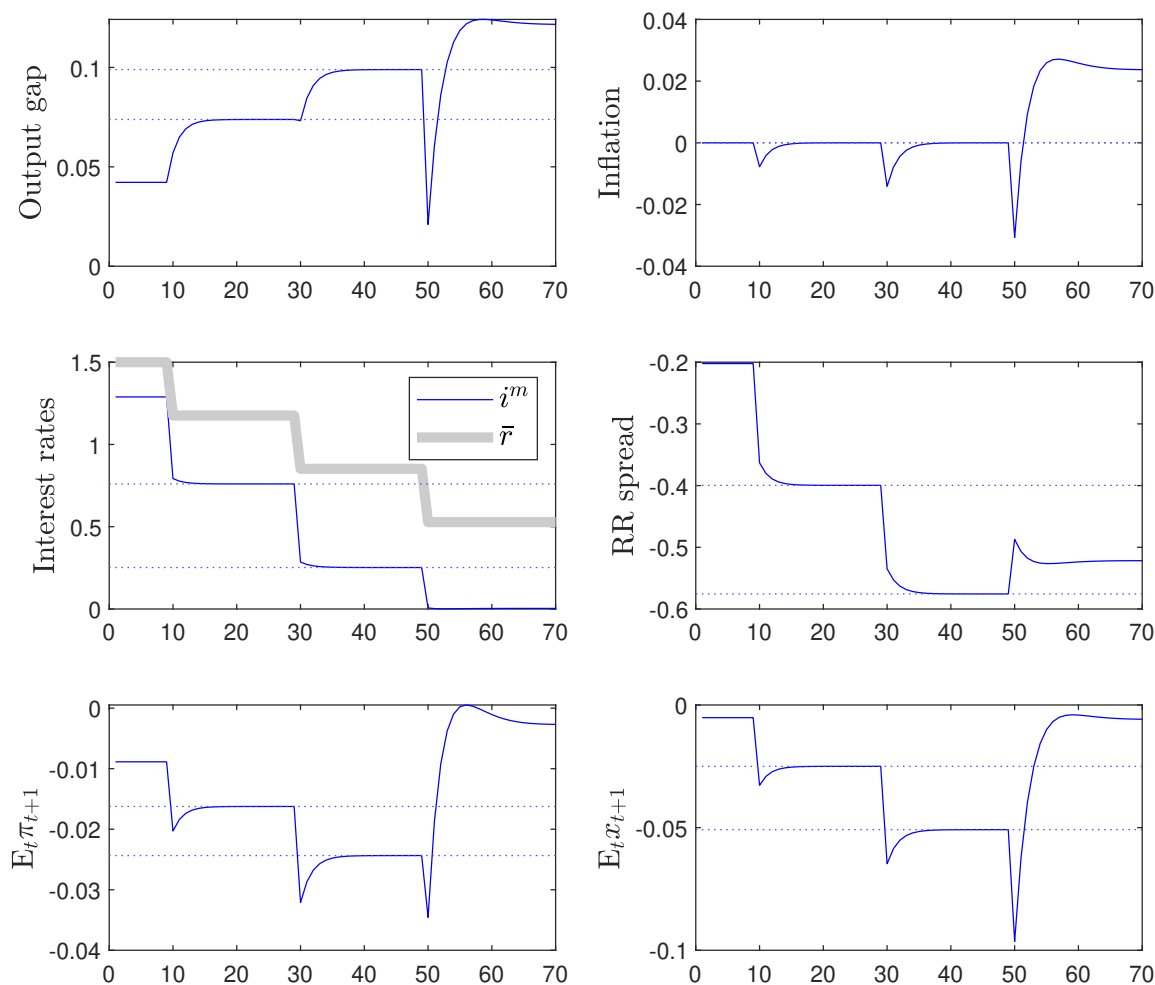 Output gap
0.1
0.05
0
0 10 20 30 40 50 60 70
Inflation
0.04
0.02
0
-0.02
-0.04
0 10 20 30 40 50 60 70
Interest rates
1.5
1
0.5
0
0 10 20 30 40 50 60 70
i^m
r̄
RR spread
-0.2
-0.3
-0.4
-0.5
-0.6
0 10 20 30 40 50 60 70
E_tπ_{t+1}
0
-0.01
-0.02
-0.03
-0.04
0 10 20 30 40 50 60 70
E_tx_{t+1}
0
-0.05
-0.1
0 10 20 30 40 50 60 70